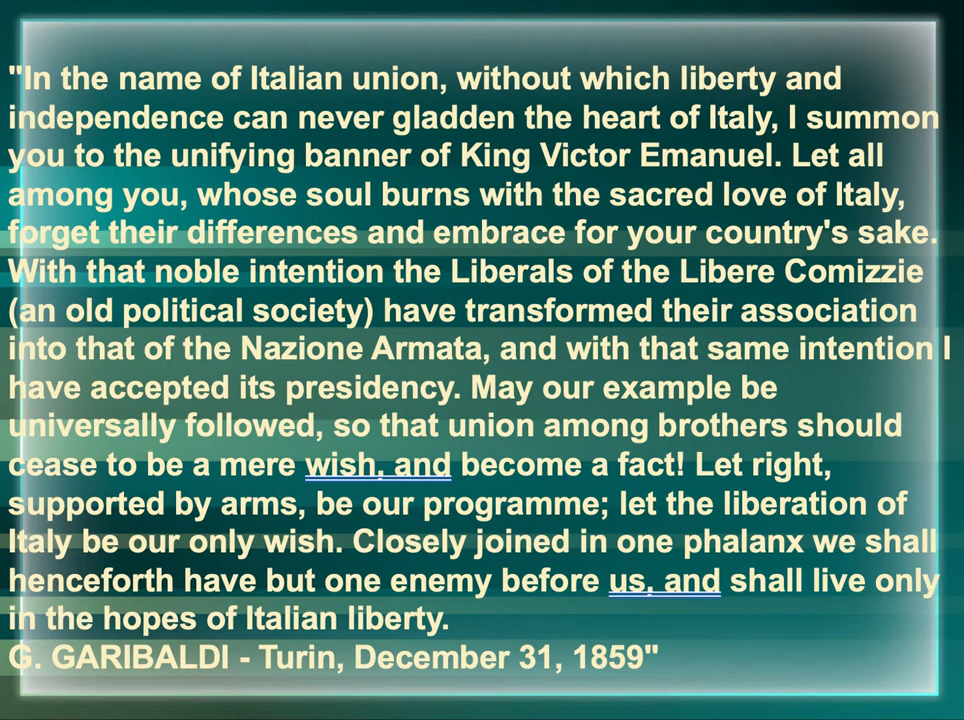 "In the name of Italian union, without which liberty and
independence can never gladden the heart of Italy, I summon
you to the unifying banner of King Victor Emanuel. Let all
among you, whose soul burns with the sacred love of Italy,
forget their differences and embrace for your country's sake.
With that noble intention the Liberals of the Libere Comizzie
(an old political society) have transformed their association
into that of the Nazione Armata, and with that same intention I
have accepted its presidency. May our example be
universally followed, so that union among brothers should
cease to be a mere wish, and become a fact! Let right,
supported by arms, be our programme; let the liberation of
Italy be our only wish. Closely joined in one phalanx we shall
henceforth have but one enemy before us, and shall live only
in the hopes of Italian liberty.
G. GARIBALDI - Turin, December 31, 1859"